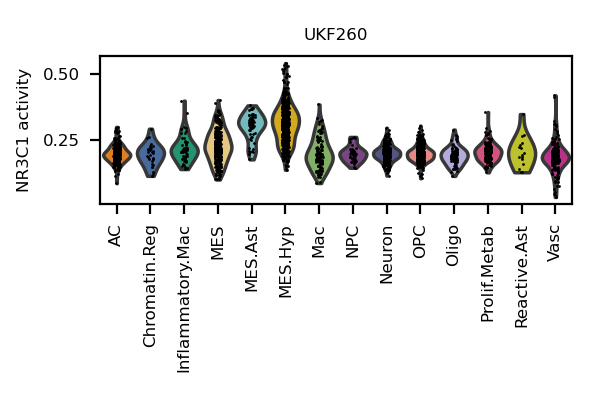 UKF260
NR3C1 activity
0.50
0.25
AC
Chromatin.Reg
Inflammatory.Mac
MES
MES.Ast
MES.Hyp
Mac
NPC
Neuron
OPC
Oligo
Prolif.Metab
Reactive.Ast
Vasc